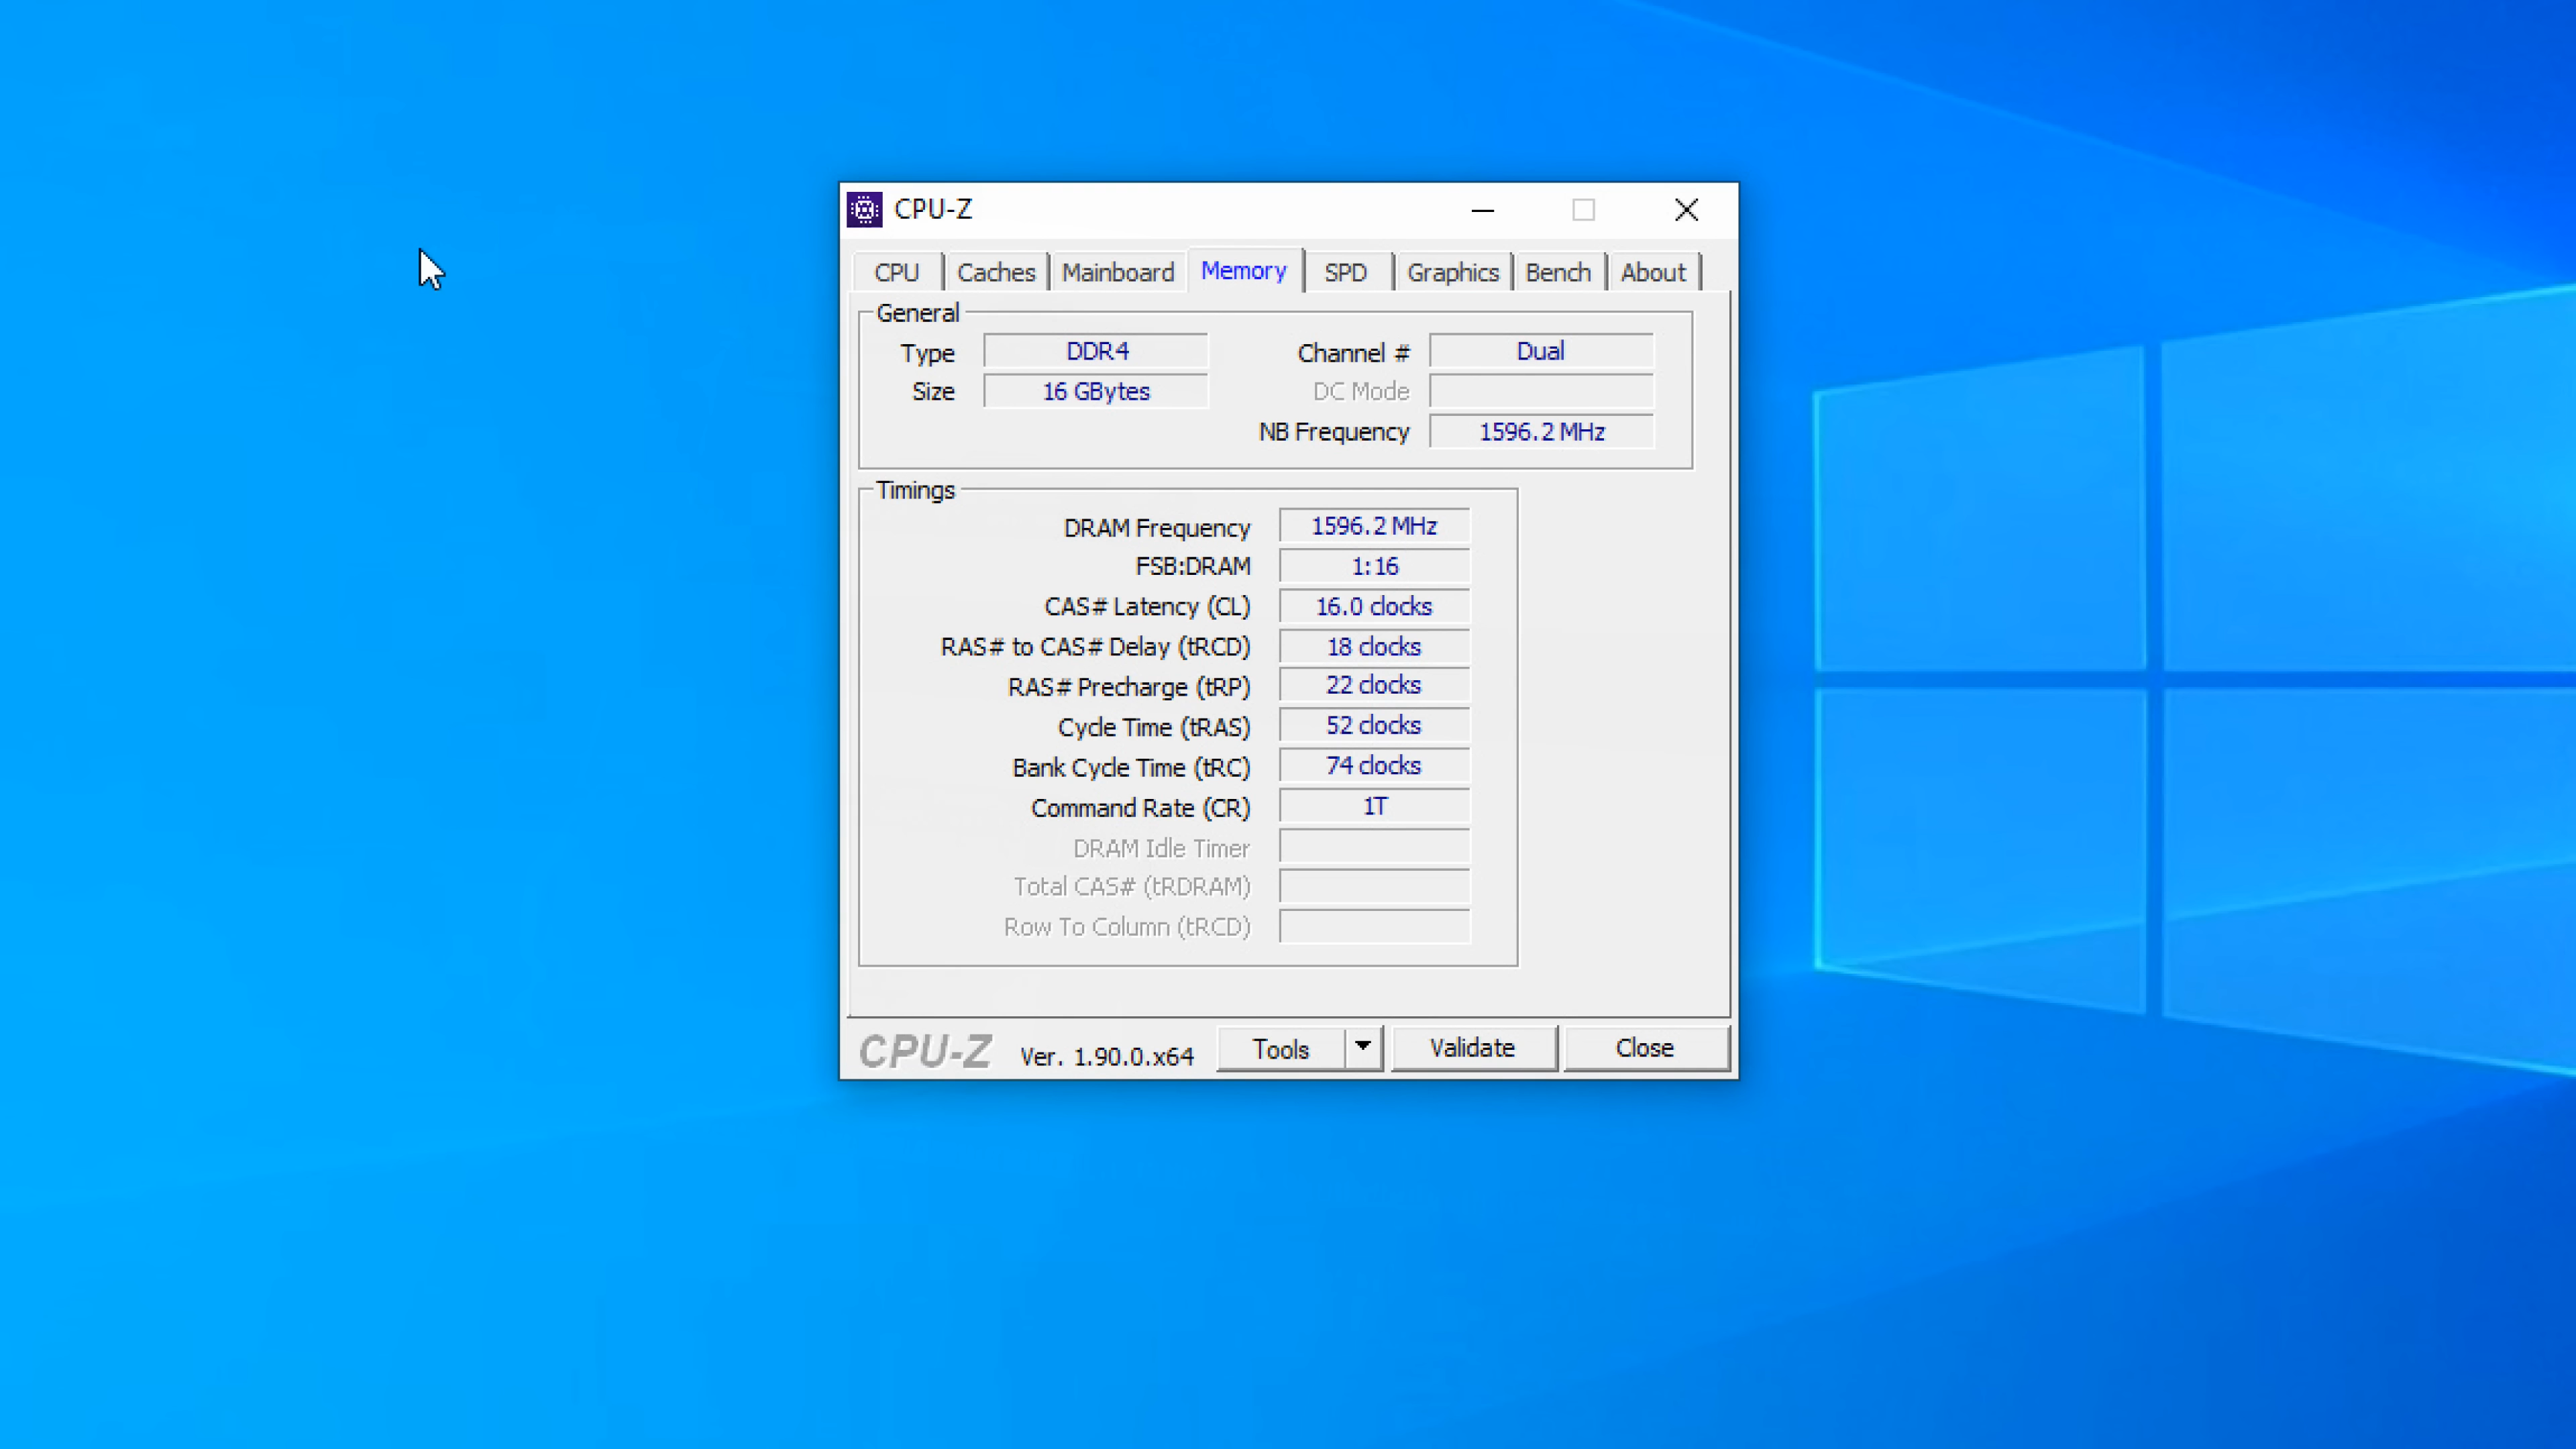 CPU-Z
CPU Caches Mainboard Memory SPD Graphics Bench About
General
Type DDR4 Channel # Dual
Size 16 GBytes DC Mode
NB Frequency 1596.2 MHz
Timings
DRAM Frequency 1596.2 MHz
FSB:DRAM 1:16
CAS# Latency (CL) 16.0 clocks
RAS# to CAS# Delay (tRCD) 18 clocks
RAS# Precharge (tRP) 22 clocks
Cycle Time (tRAS) 52 clocks
Bank Cycle Time (tRC) 74 clocks
Command Rate (CR) 1T
DRAM Idle Timer
Total CAS# (tRDRAM)
Row To Column (tRCD)
CPU-Z Ver. 1.90.0.x64 Tools Validate Close